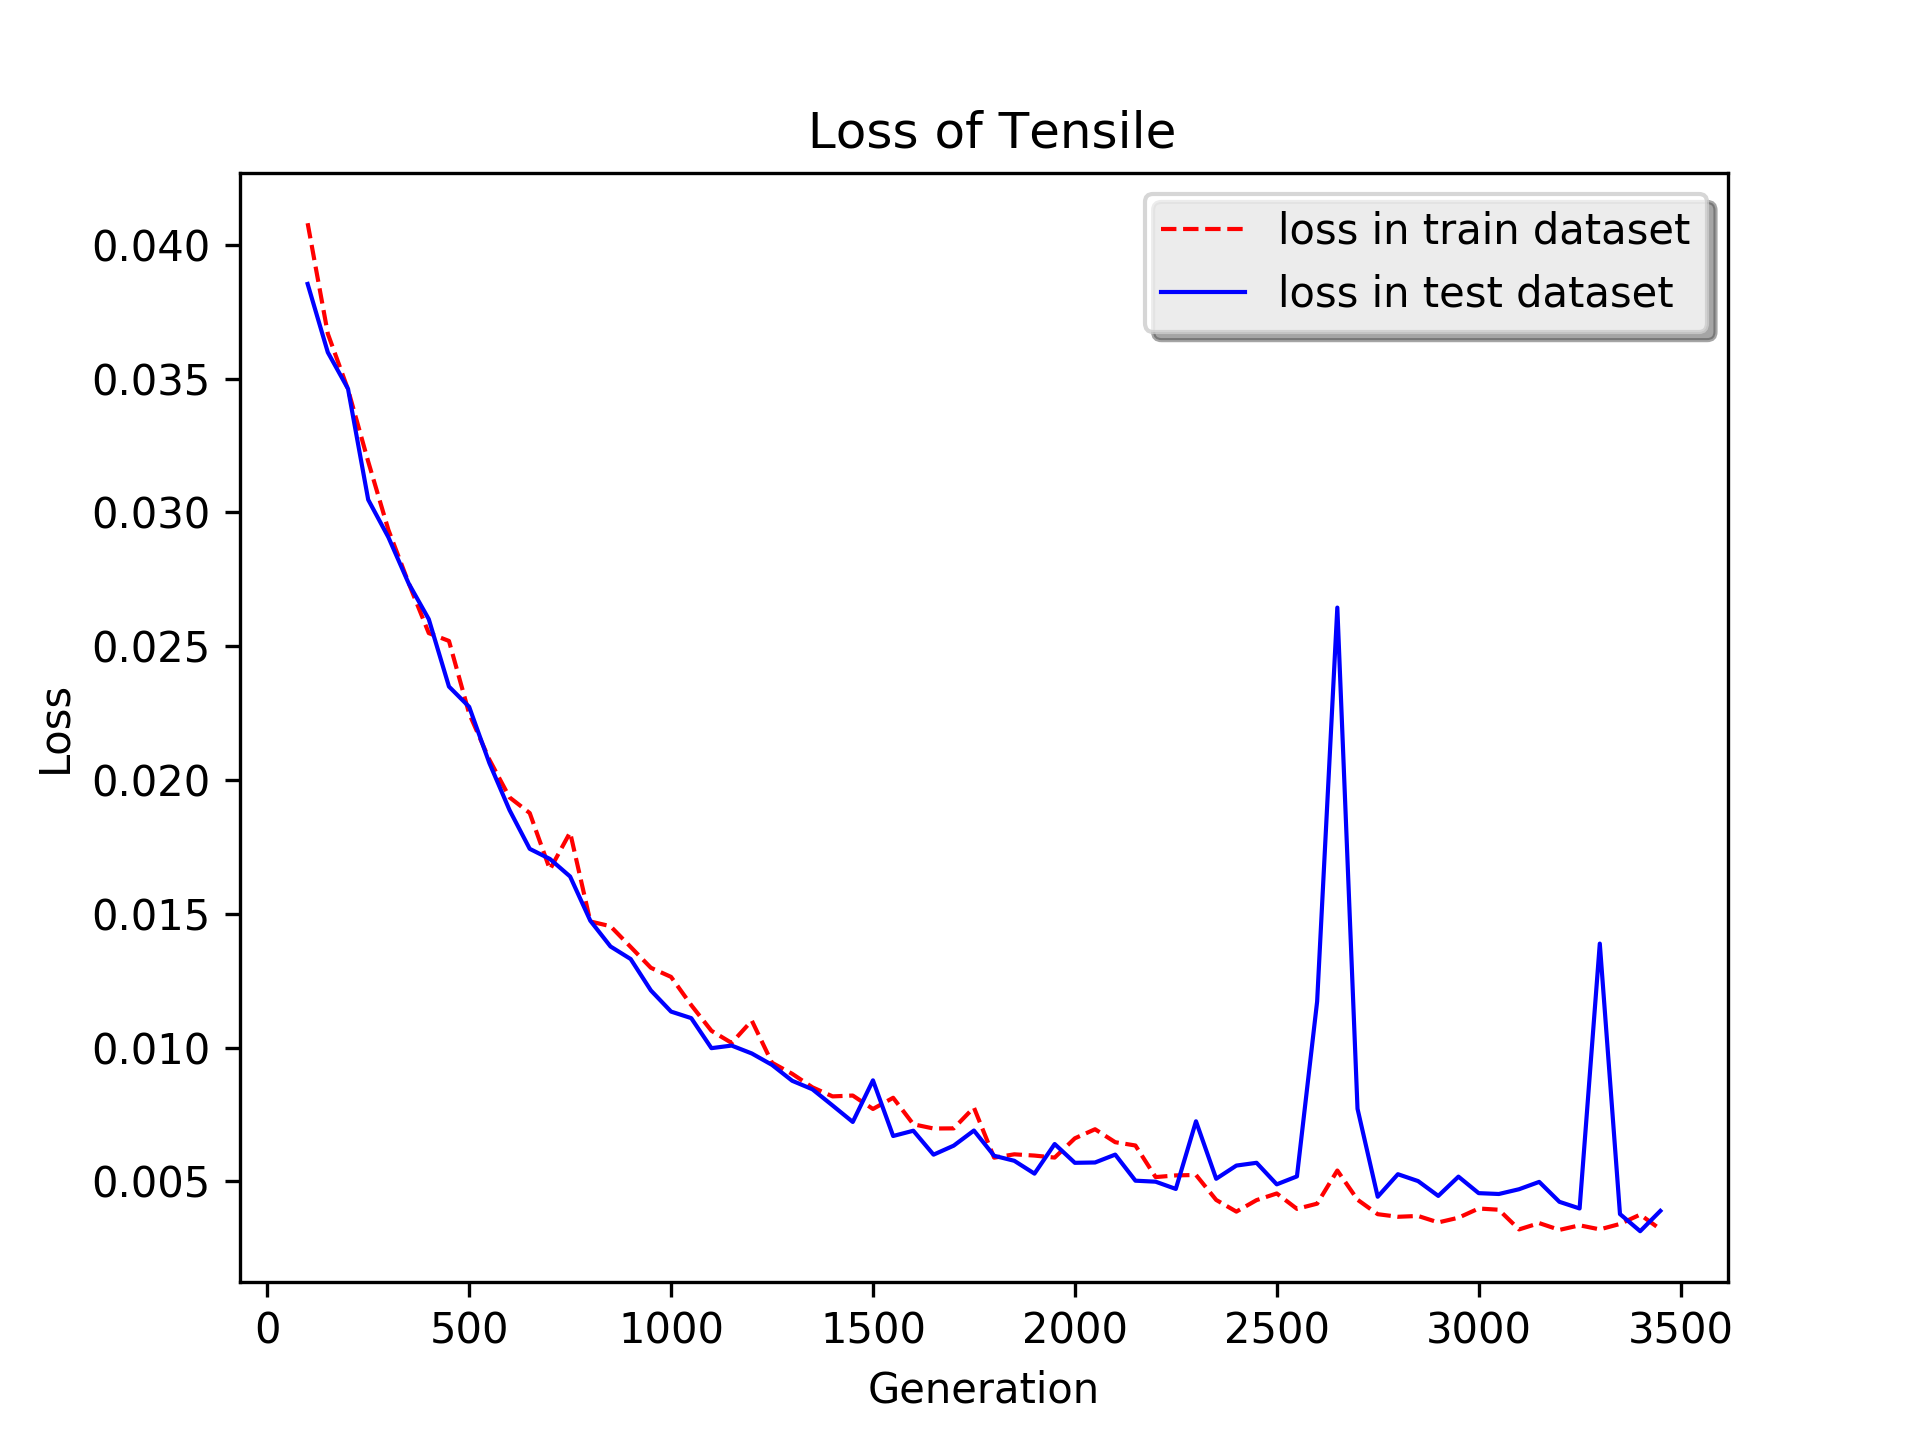 Loss of Tensile
loss in train dataset
loss in test dataset
0.040
0.035
0.030
0.025
0.020
0.015
0.010
0.005
Loss
0 500 1000 1500 2000 2500 3000 3500
Generation